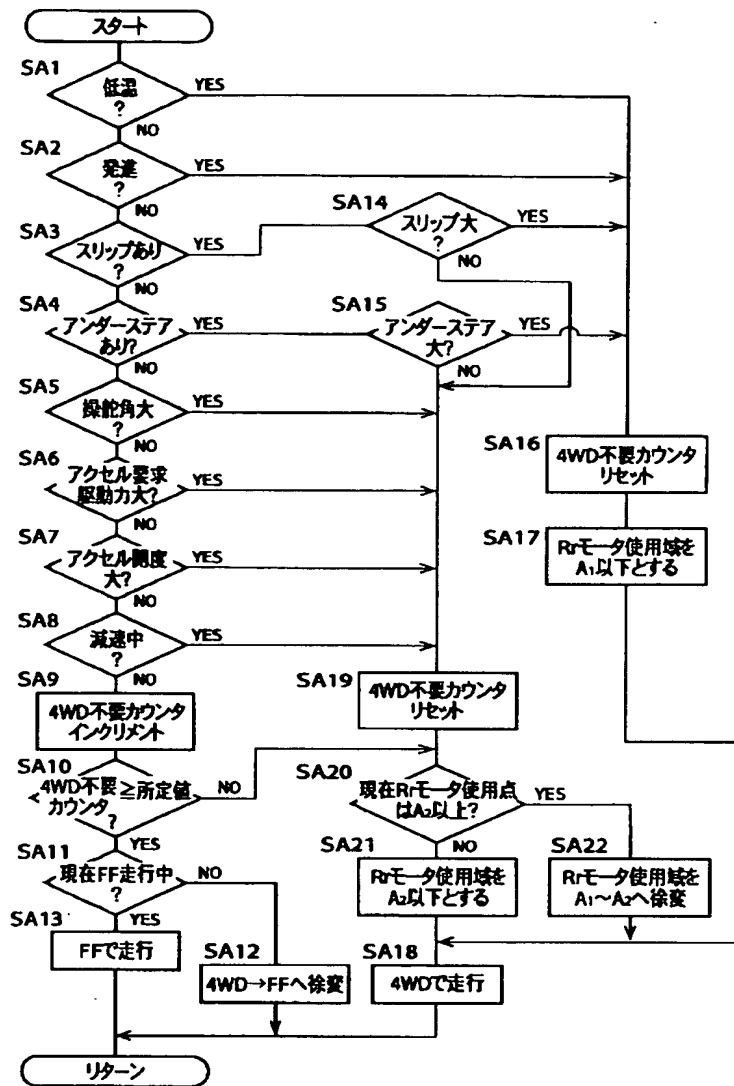 スタート
SA1
低温
?
YES
NO
SA2
発進
?
YES
NO
SA3
スリップあり
?
YES
NO
SA14
スリップ大
?
YES
NO
SA4
アンダーステア
あり?
YES
NO
SA15
アンダーステア
大?
YES
NO
SA5
操舵角大
?
YES
NO
SA6
アクセル要求
駆動力大?
YES
NO
SA7
アクセル開度
大?
YES
NO
SA8
減速中
?
YES
NO
SA16
4WD不要カウンタ
リセット
SA17
Rrモータ使用域を
A₁以下とする
SA9
4WD不要カウンタ
インクリメント
SA19
4WD不要カウンタ
リセット
SA10
4WD不要
カウンタ
≧所定値
?
NO
YES
SA20
現在Rrモータ使用点
はA₂以上?
YES
NO
SA11
現在FF走行中
?
NO
YES
SA21
Rrモータ使用域を
A₂以下とする
SA22
Rrモータ使用域を
A₁～A₂へ徐変
SA13
FFで走行
SA12
4WD→FFへ徐変
SA18
4WDで走行
リターン